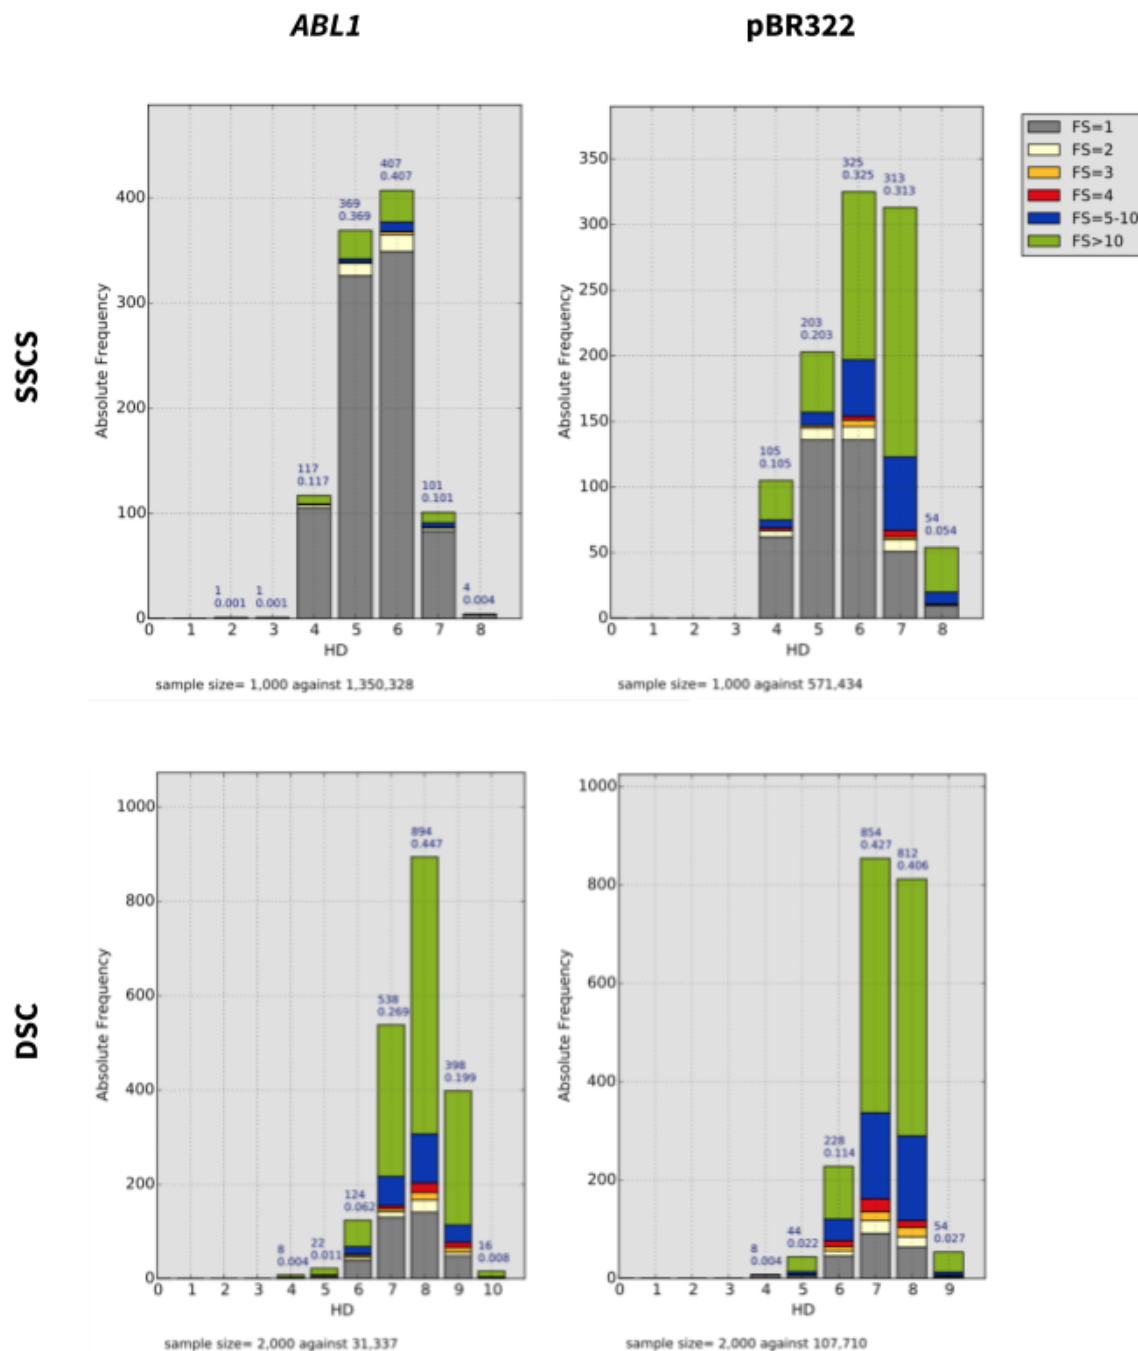 ABL1
pBR322
SSCS
Absolute Frequency
400
300
200
100
0
1
0.001
1
0.001
117
0.117
369
0.369
407
0.407
101
0.101
4
0.004
0 1 2 3 4 5 6 7 8
HD
sample size= 1,000 against 1,350,328
Absolute Frequency
350
300
250
200
150
100
50
0
105
0.105
203
0.203
325
0.325
313
0.313
54
0.054
0 1 2 3 4 5 6 7 8
HD
sample size= 1,000 against 571,434
FS=1
FS=2
FS=3
FS=4
FS=5-10
FS>10
DSC
Absolute Frequency
1000
800
600
400
200
0
8
0.004
22
0.011
124
0.062
538
0.269
894
0.447
398
0.199
16
0.008
0 1 2 3 4 5 6 7 8 9 10
HD
sample size= 2,000 against 31,337
Absolute Frequency
1000
800
600
400
200
0
8
0.004
44
0.022
228
0.114
854
0.427
812
0.406
54
0.027
0 1 2 3 4 5 6 7 8 9
HD
sample size= 2,000 against 107,710